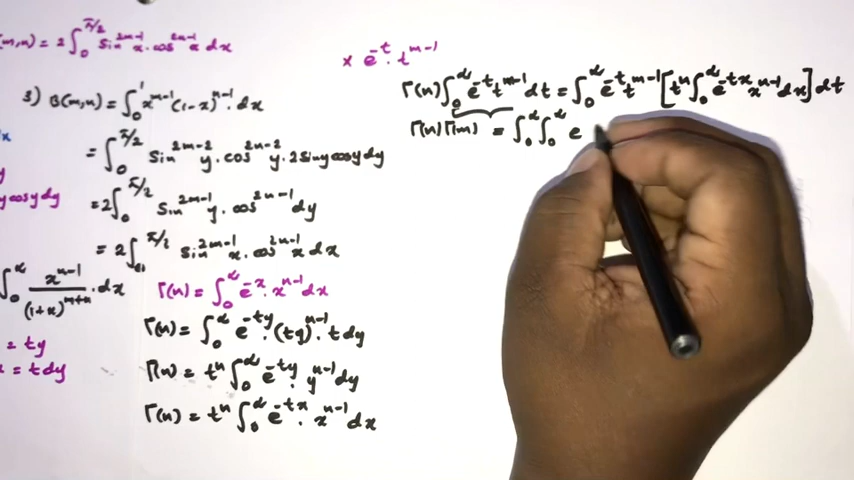 (m,n) = 2∫₀^{π/2} sin^{2m-1}x · cos^{2n-1}x dx
3) B(m,n) = ∫₀¹ x^{m-1} (1-x)^{n-1} · dx
= ∫₀^{π/2} sin^{2m-2}y · cos^{2n-2}y · 2siny cosy dy
y cosy dy
= 2∫₀^{π/2} sin^{2m-1}y · cos^{2n-1}y dy
= 2∫₀^{π/2} sin^{2m-1}x · cos^{2n-1}x dx
∫₀^∝ x^{n-1}/(1+x)^{m+n} · dx
= ty
= t dy
Γ(n) = ∫₀^∝ e^{-x} · x^{n-1} dx
Γ(n) = ∫₀^∝ e^{-ty} · (ty)^{n-1} · t dy
Γ(n) = tⁿ ∫₀^∝ e^{-ty} · y^{n-1} dy
Γ(n) = tⁿ ∫₀^∝ e^{-tx} · x^{n-1} dx
× e^{-t} · t^{m-1}
Γ(n) ∫₀^∝ e^{-t} t^{m-1} dt = ∫₀^∝ e^{-t} t^{m-1} [tⁿ ∫₀^∝ e^{-tx} x^{n-1} dx] dt
Γ(n) Γ(m) = ∫₀^∝ ∫₀^∝ e